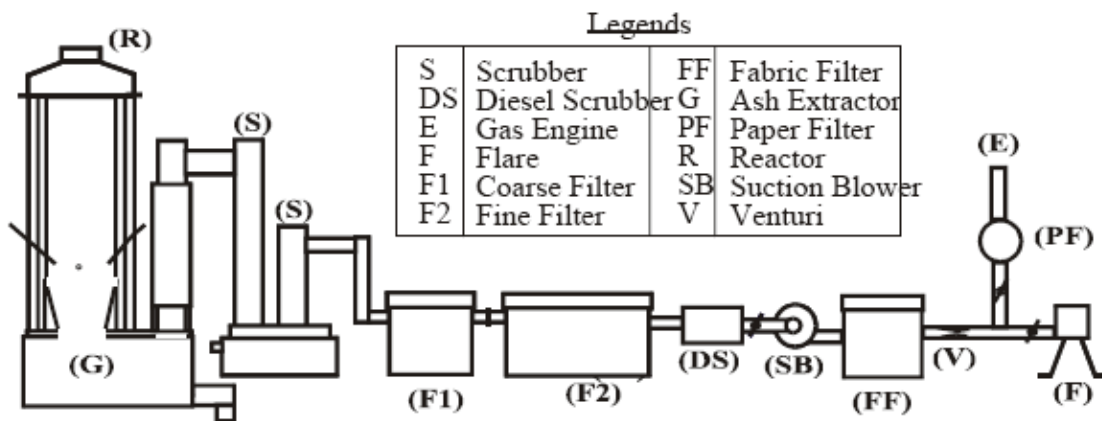 Legends
(R)
S Scrubber FF Fabric Filter
DS Diesel Scrubber G Ash Extractor
E Gas Engine PF Paper Filter
F Flare R Reactor
F1 Coarse Filter SB Suction Blower
F2 Fine Filter V Venturi
(S)
(S)
(E)
(PF)
(G)
(F1)
(F2)
(DS)
(SB)
(FF)
(V)
(F)